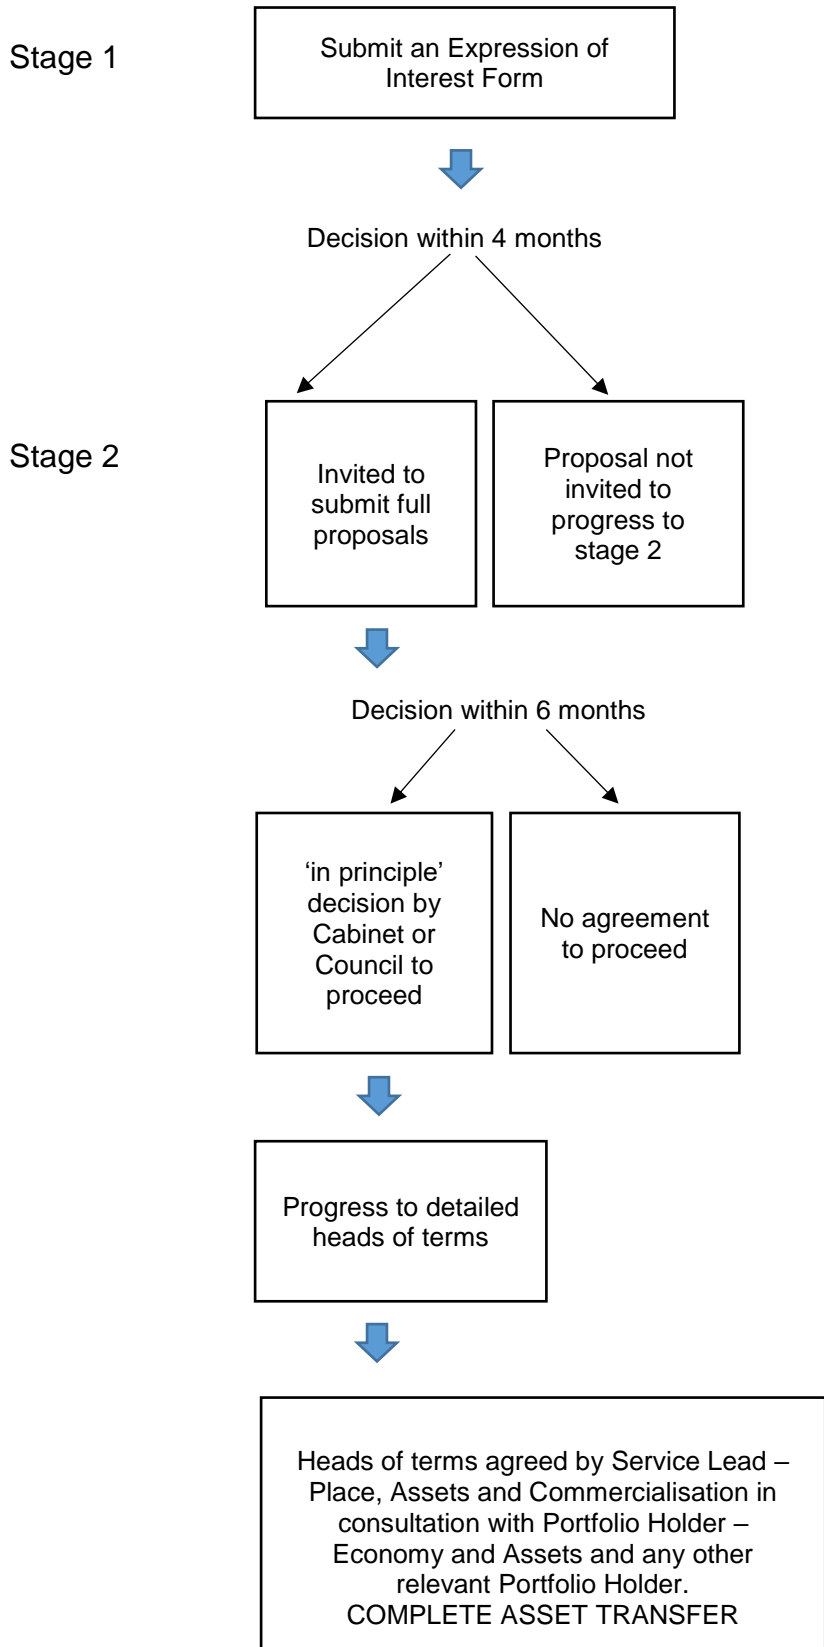 Stage 1
Submit an Expression of
Interest Form
Decision within 4 months
Stage 2
Invited to
submit full
proposals
Proposal not
invited to
progress to
stage 2
Decision within 6 months
‘in principle’
decision by
Cabinet or
Council to
proceed
No agreement
to proceed
Progress to detailed
heads of terms
Heads of terms agreed by Service Lead –
Place, Assets and Commercialisation in
consultation with Portfolio Holder –
Economy and Assets and any other
relevant Portfolio Holder.
COMPLETE ASSET TRANSFER